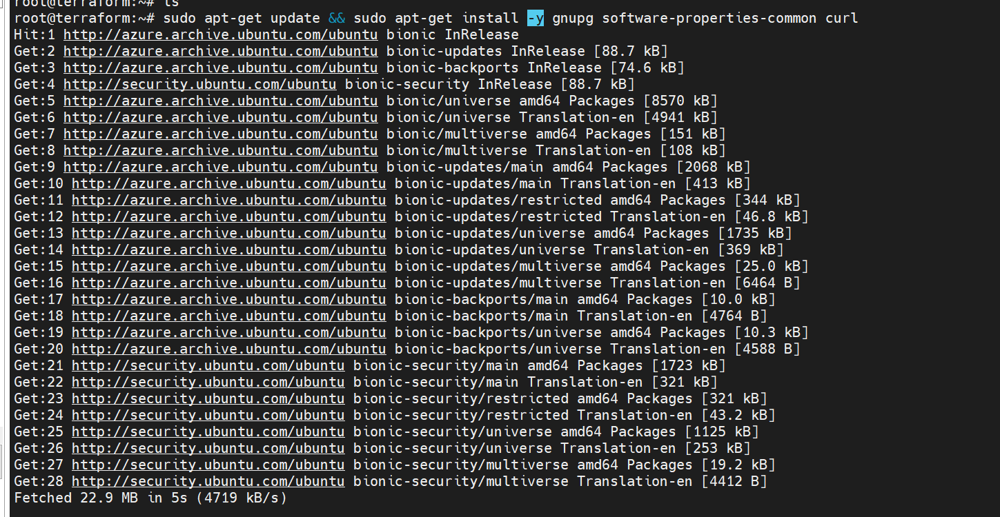 root@terraform:~# ls
root@terraform:~# sudo apt-get update && sudo apt-get install -y gnupg software-properties-common curl
Hit:1 http://azure.archive.ubuntu.com/ubuntu bionic InRelease
Get:2 http://azure.archive.ubuntu.com/ubuntu bionic-updates InRelease [88.7 kB]
Get:3 http://azure.archive.ubuntu.com/ubuntu bionic-backports InRelease [74.6 kB]
Get:4 http://security.ubuntu.com/ubuntu bionic-security InRelease [88.7 kB]
Get:5 http://azure.archive.ubuntu.com/ubuntu bionic/universe amd64 Packages [8570 kB]
Get:6 http://azure.archive.ubuntu.com/ubuntu bionic/universe Translation-en [4941 kB]
Get:7 http://azure.archive.ubuntu.com/ubuntu bionic/multiverse amd64 Packages [151 kB]
Get:8 http://azure.archive.ubuntu.com/ubuntu bionic/multiverse Translation-en [108 kB]
Get:9 http://azure.archive.ubuntu.com/ubuntu bionic-updates/main amd64 Packages [2068 kB]
Get:10 http://azure.archive.ubuntu.com/ubuntu bionic-updates/main Translation-en [413 kB]
Get:11 http://azure.archive.ubuntu.com/ubuntu bionic-updates/restricted amd64 Packages [344 kB]
Get:12 http://azure.archive.ubuntu.com/ubuntu bionic-updates/restricted Translation-en [46.8 kB]
Get:13 http://azure.archive.ubuntu.com/ubuntu bionic-updates/universe amd64 Packages [1735 kB]
Get:14 http://azure.archive.ubuntu.com/ubuntu bionic-updates/universe Translation-en [369 kB]
Get:15 http://azure.archive.ubuntu.com/ubuntu bionic-updates/multiverse amd64 Packages [25.0 kB]
Get:16 http://azure.archive.ubuntu.com/ubuntu bionic-updates/multiverse Translation-en [6464 B]
Get:17 http://azure.archive.ubuntu.com/ubuntu bionic-backports/main amd64 Packages [10.0 kB]
Get:18 http://azure.archive.ubuntu.com/ubuntu bionic-backports/main Translation-en [4764 B]
Get:19 http://azure.archive.ubuntu.com/ubuntu bionic-backports/universe amd64 Packages [10.3 kB]
Get:20 http://azure.archive.ubuntu.com/ubuntu bionic-backports/universe Translation-en [4588 B]
Get:21 http://security.ubuntu.com/ubuntu bionic-security/main amd64 Packages [1723 kB]
Get:22 http://security.ubuntu.com/ubuntu bionic-security/main Translation-en [321 kB]
Get:23 http://security.ubuntu.com/ubuntu bionic-security/restricted amd64 Packages [321 kB]
Get:24 http://security.ubuntu.com/ubuntu bionic-security/restricted Translation-en [43.2 kB]
Get:25 http://security.ubuntu.com/ubuntu bionic-security/universe amd64 Packages [1125 kB]
Get:26 http://security.ubuntu.com/ubuntu bionic-security/universe Translation-en [253 kB]
Get:27 http://security.ubuntu.com/ubuntu bionic-security/multiverse amd64 Packages [19.2 kB]
Get:28 http://security.ubuntu.com/ubuntu bionic-security/multiverse Translation-en [4412 B]
Fetched 22.9 MB in 5s (4719 kB/s)